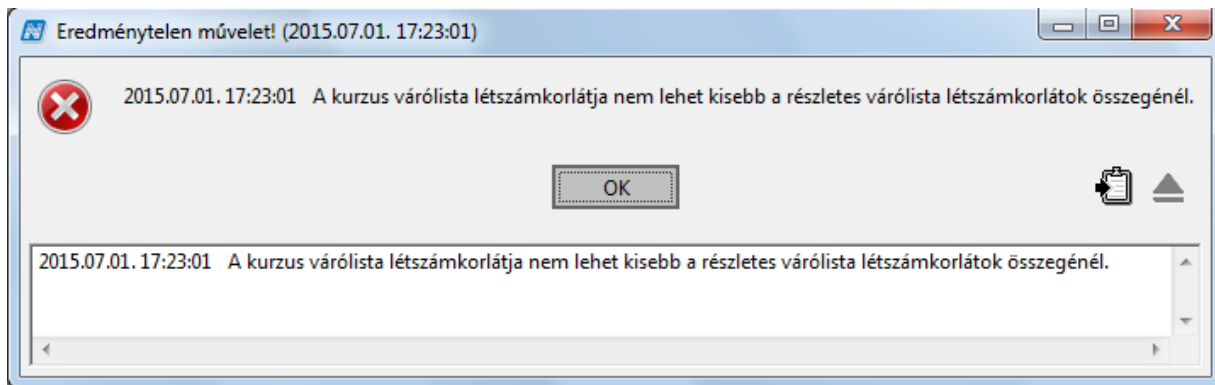 Eredménytelen művelet! (2015.07.01. 17:23:01)
2015.07.01. 17:23:01 A kurzus várólista létszámkorlátja nem lehet kisebb a részletes várólista létszámkorlátok összegénél.
OK
2015.07.01. 17:23:01 A kurzus várólista létszámkorlátja nem lehet kisebb a részletes várólista létszámkorlátok összegénél.